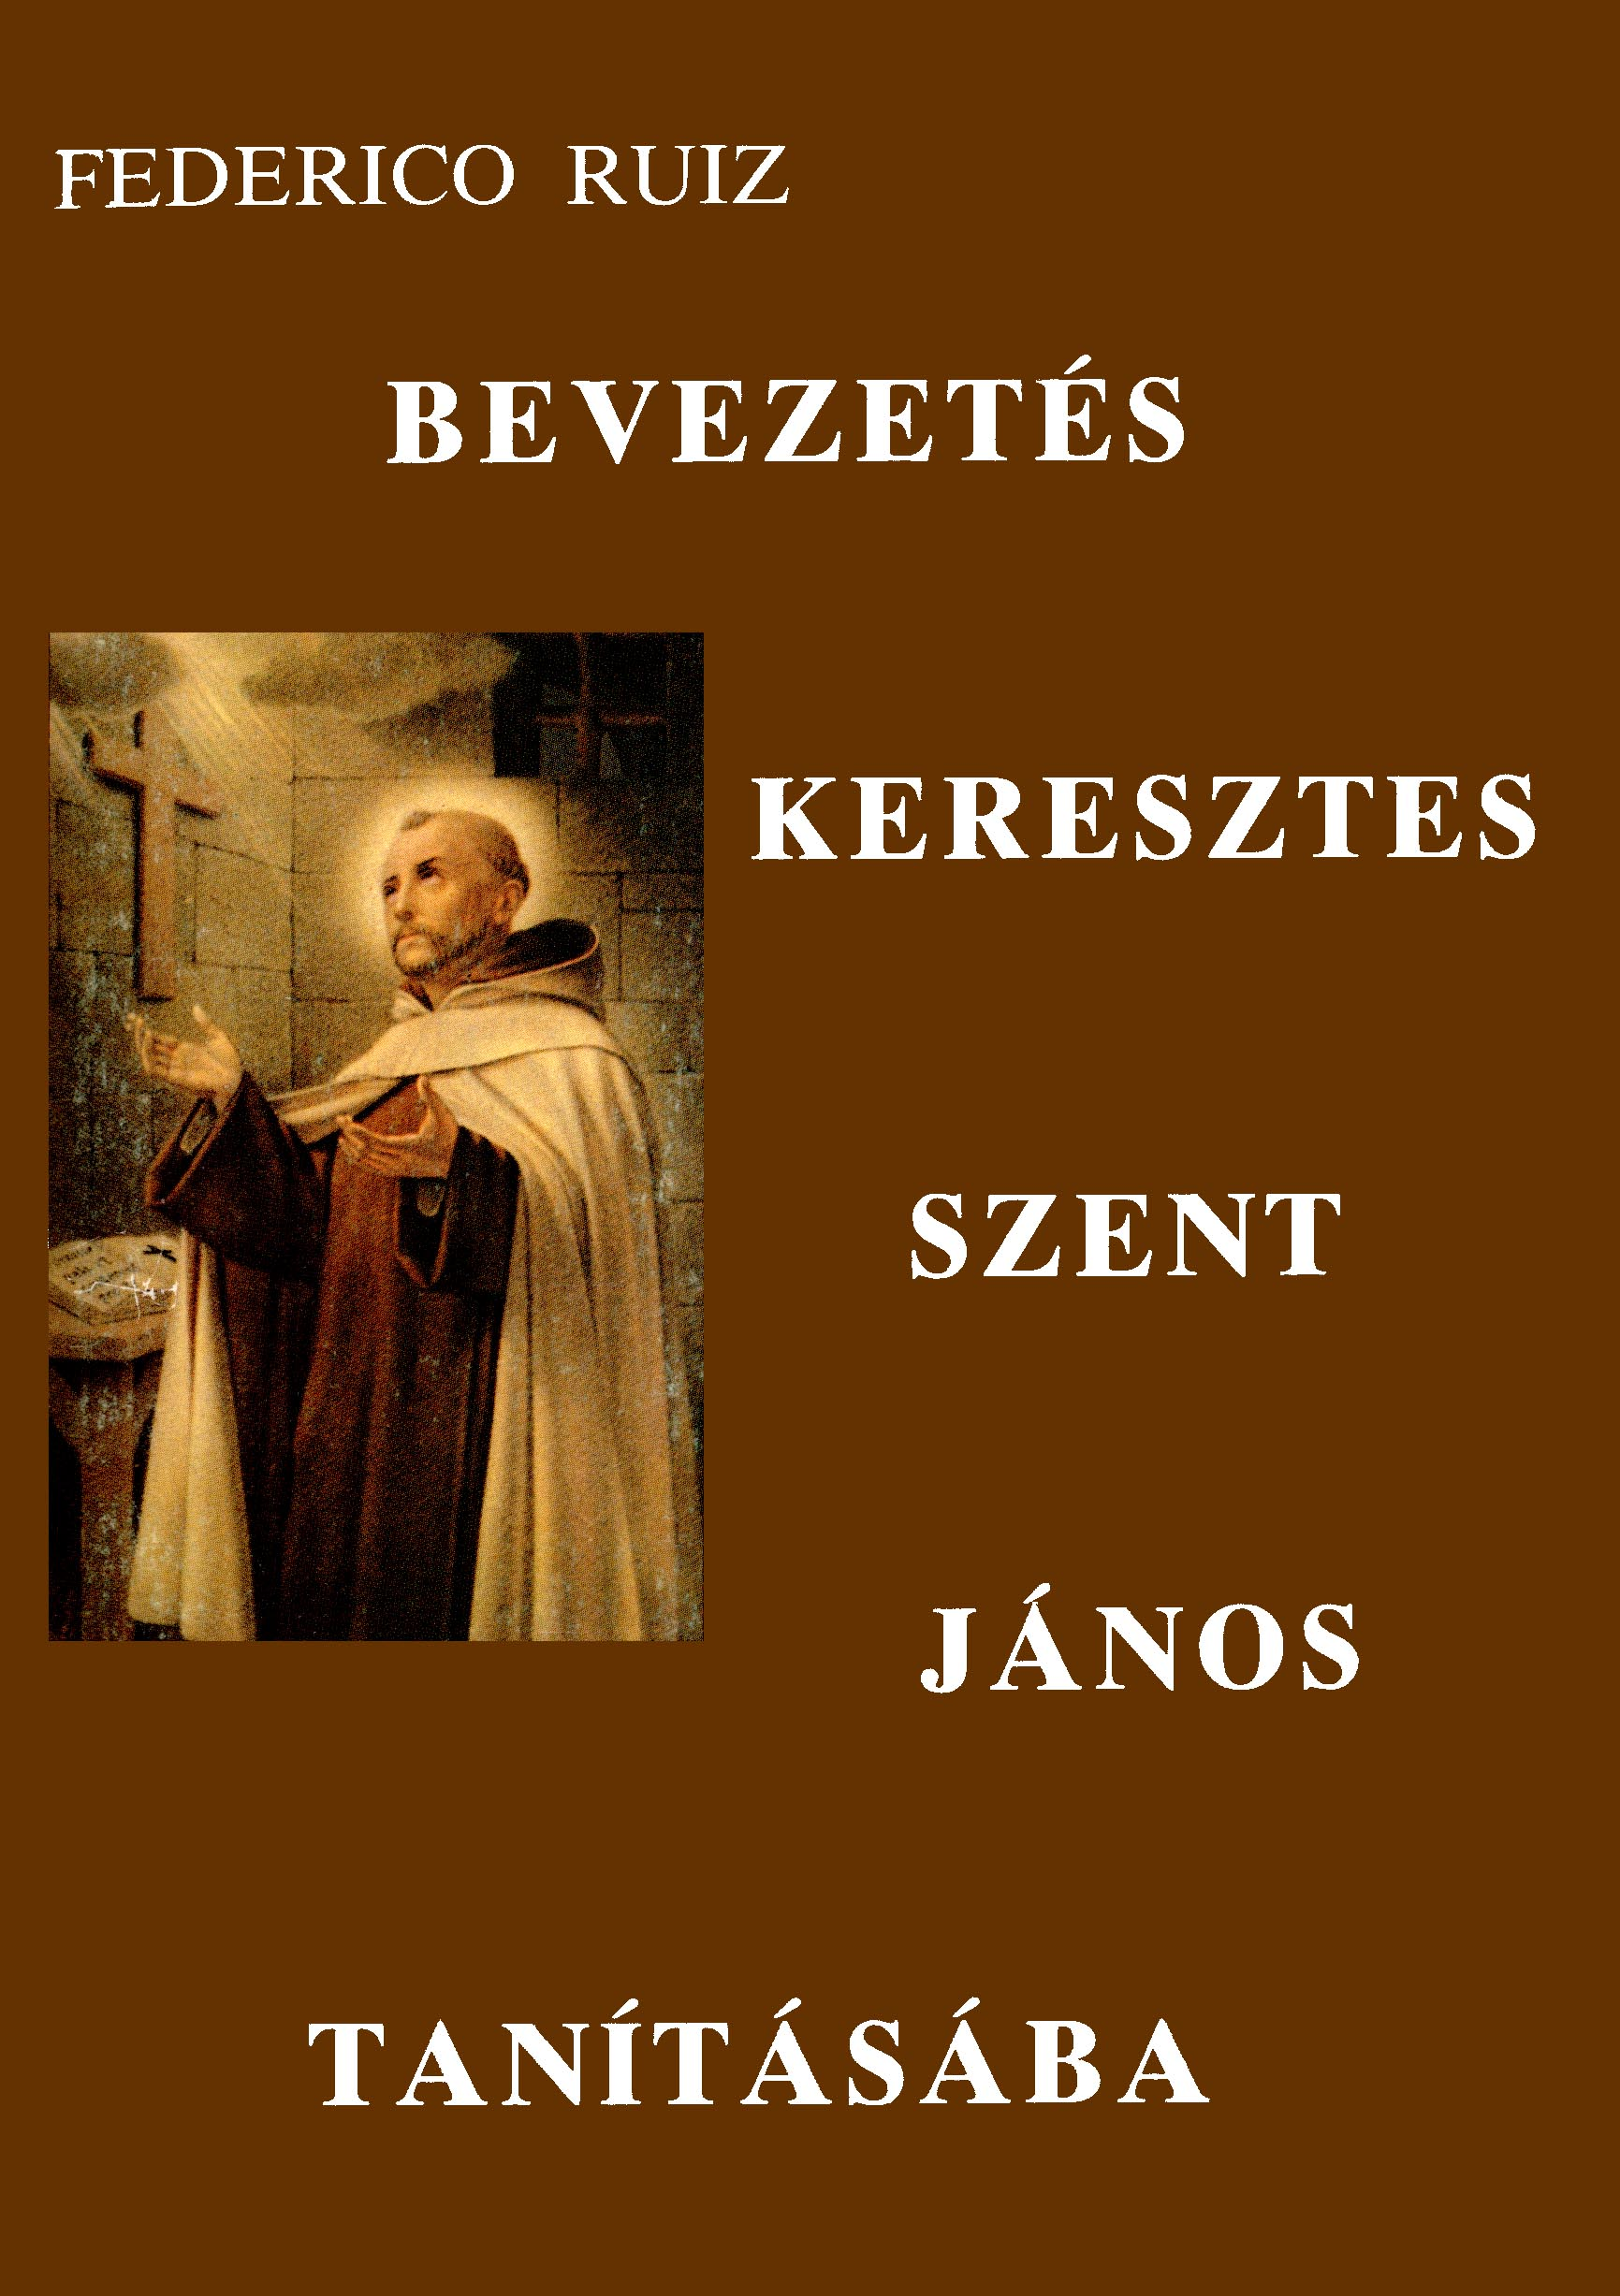 FEDERICO RUIZ
BEVEZETÉS
KERESZTES
SZENT
JÁNOS
TANÍTÁSÁBA